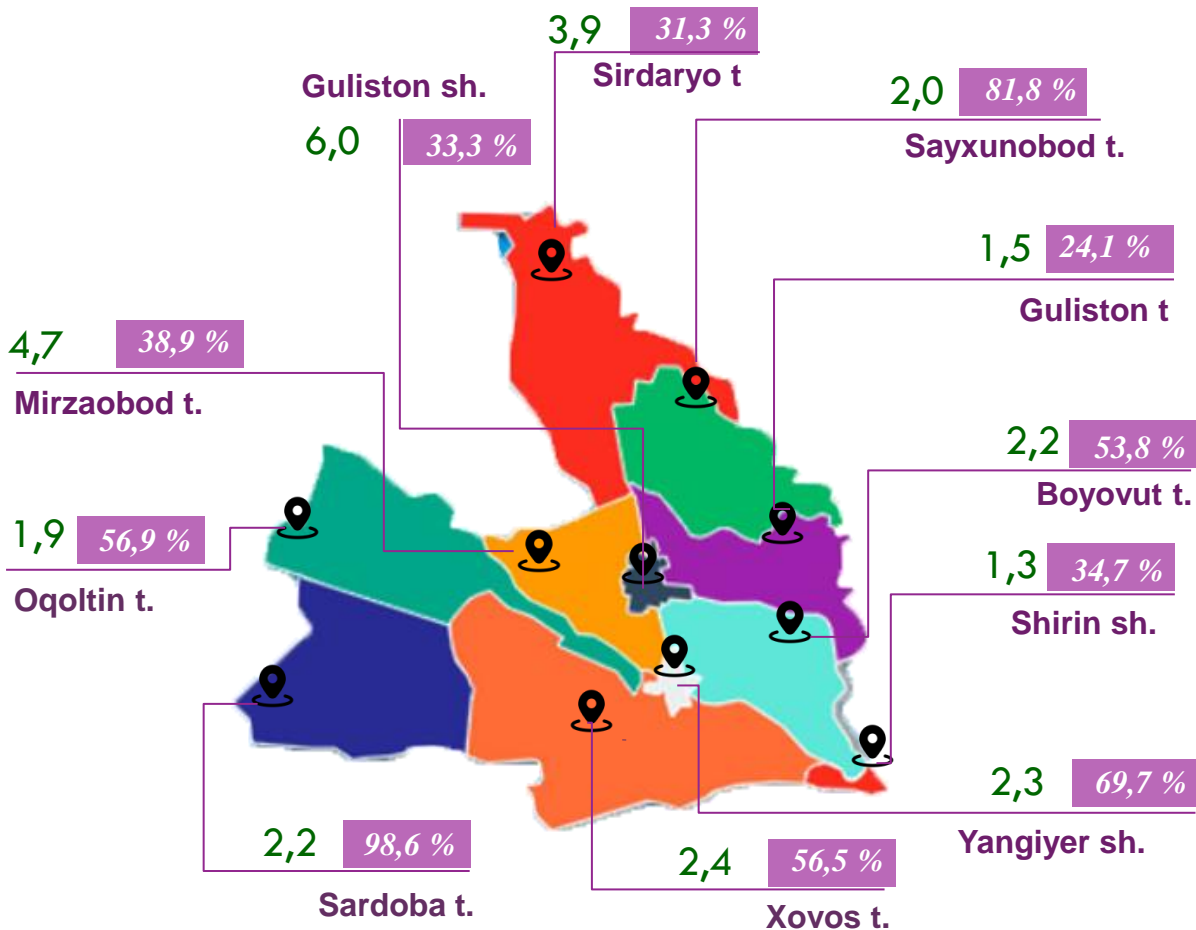 3,9 31,3 %
Sirdaryo t
Guliston sh.
6,0 33,3 %
2,0 81,8 %
Sayxunobod t.
1,5 24,1 %
Guliston t
4,7 38,9 %
Mirzaobod t.
2,2 53,8 %
Boyovut t.
1,9 56,9 %
Oqoltin t.
1,3 34,7 %
Shirin sh.
2,3 69,7 %
Yangiyer sh.
2,2 98,6 %
Sardoba t.
2,4 56,5 %
Xovos t.